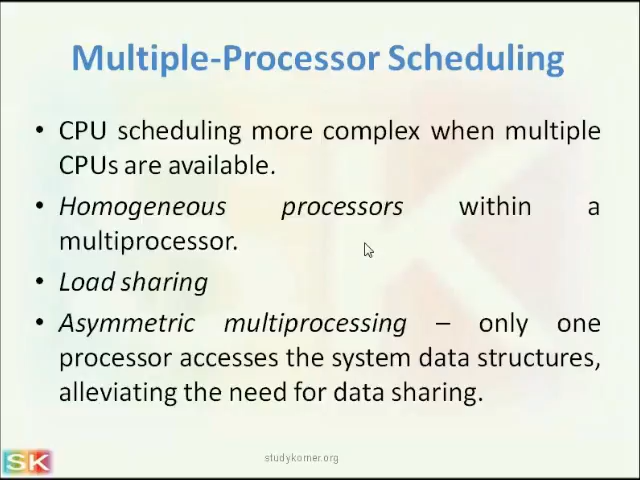 Multiple-Processor Scheduling
• CPU scheduling more complex when multiple
CPUs are available.
• Homogeneous processors within a
multiprocessor.
• Load sharing
• Asymmetric multiprocessing – only one
processor accesses the system data structures,
alleviating the need for data sharing.
SK
studykorner.org